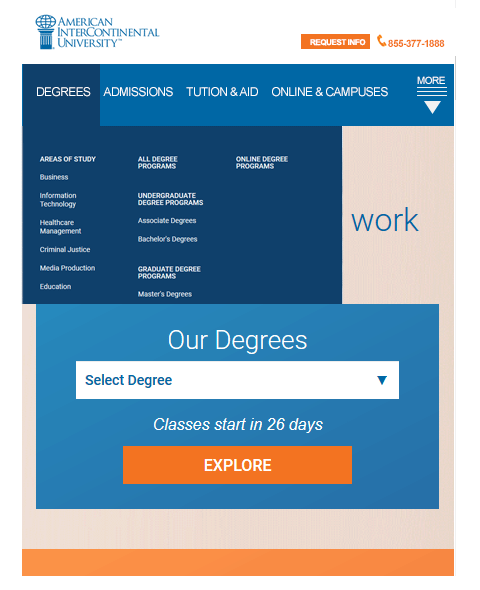 AMERICAN
INTERCONTINENTAL
UNIVERSITY™
REQUEST INFO
855-377-1888
DEGREES
ADMISSIONS
TUTION & AID
ONLINE & CAMPUSES
MORE
AREAS OF STUDY
Business
Information
Technology
Healthcare
Management
Criminal Justice
Media Production
Education
ALL DEGREE
PROGRAMS
UNDERGRADUATE
DEGREE PROGRAMS
Associate Degrees
Bachelor's Degrees
GRADUATE DEGREE
PROGRAMS
Master's Degrees
ONLINE DEGREE
PROGRAMS
work
Our Degrees
Select Degree
Classes start in 26 days
EXPLORE